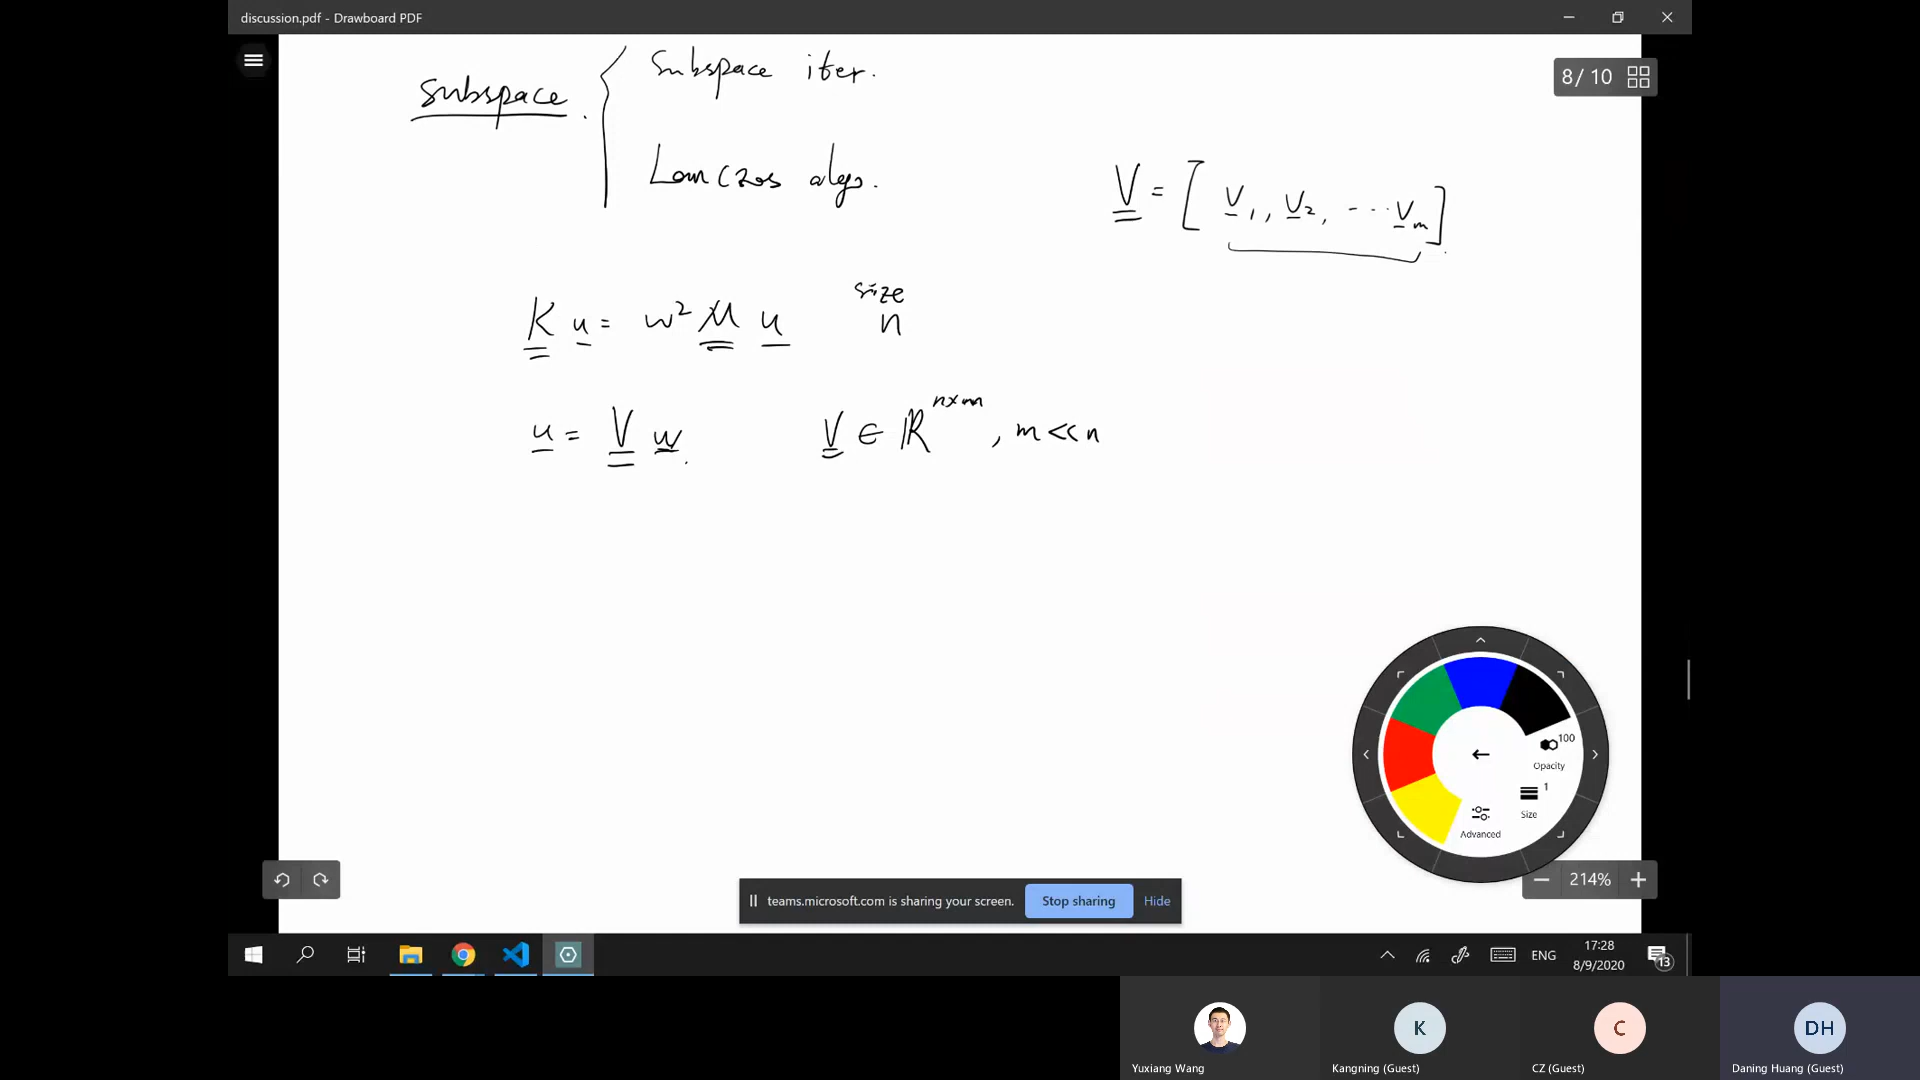 discussion.pdf - Drawboard PDF
8 / 10
subspace. { Subspace iter.
Lanczos algo.
V = [ v1, v2, ... vm ].
size
K u = w² M u n
u = V w. V ∈ ℝ^{n×m}, m << n
100
Opacity
1
Size
Advanced
214%
teams.microsoft.com is sharing your screen. Stop sharing Hide
ENG
17:28
8/9/2020
13
K C DH
Yuxiang Wang Kangning (Guest) CZ (Guest) Daning Huang (Guest)